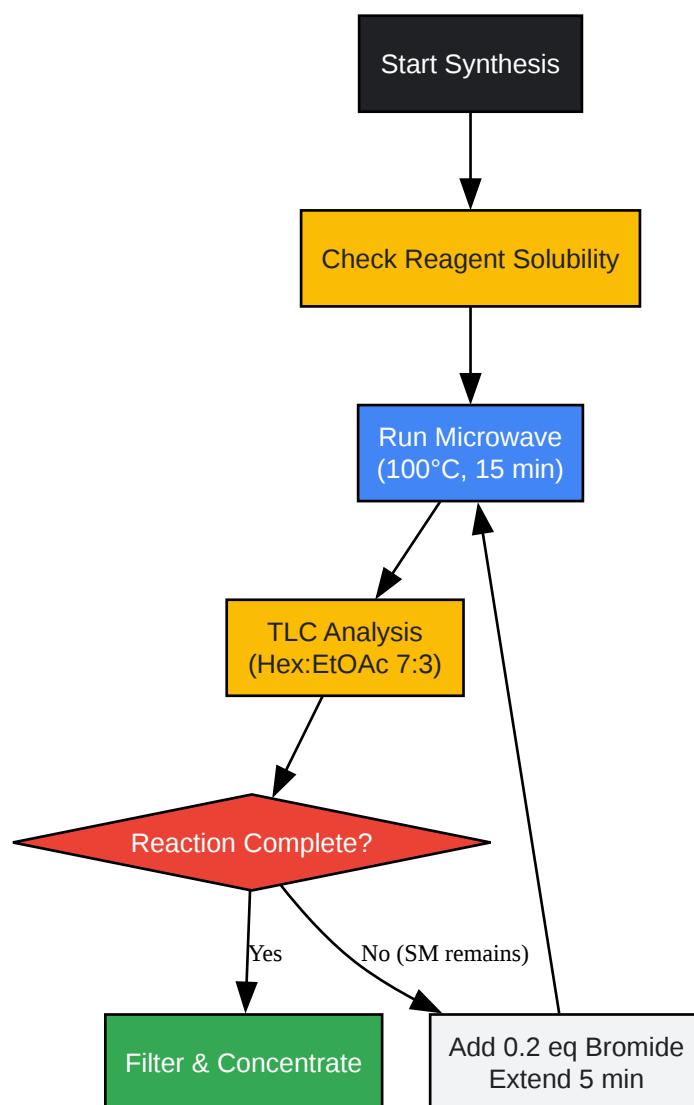 Start Synthesis
Check Reagent Solubility
Run Microwave
(100°C, 15 min)
TLC Analysis
(Hex:EtOAc 7:3)
Reaction Complete?
Yes
No (SM remains)
Filter & Concentrate
Add 0.2 eq Bromide
Extend 5 min